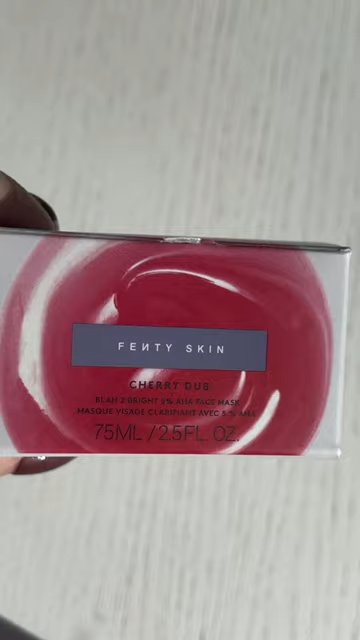 FEИTY SKIN
CHERRY DUB
BLAH 2 BRIGHT 5% AHA FACE MASK
MASQUE VISAGE CLARIFIANT AVEC 5 % AHA
75ML / 2.5FL. OZ.